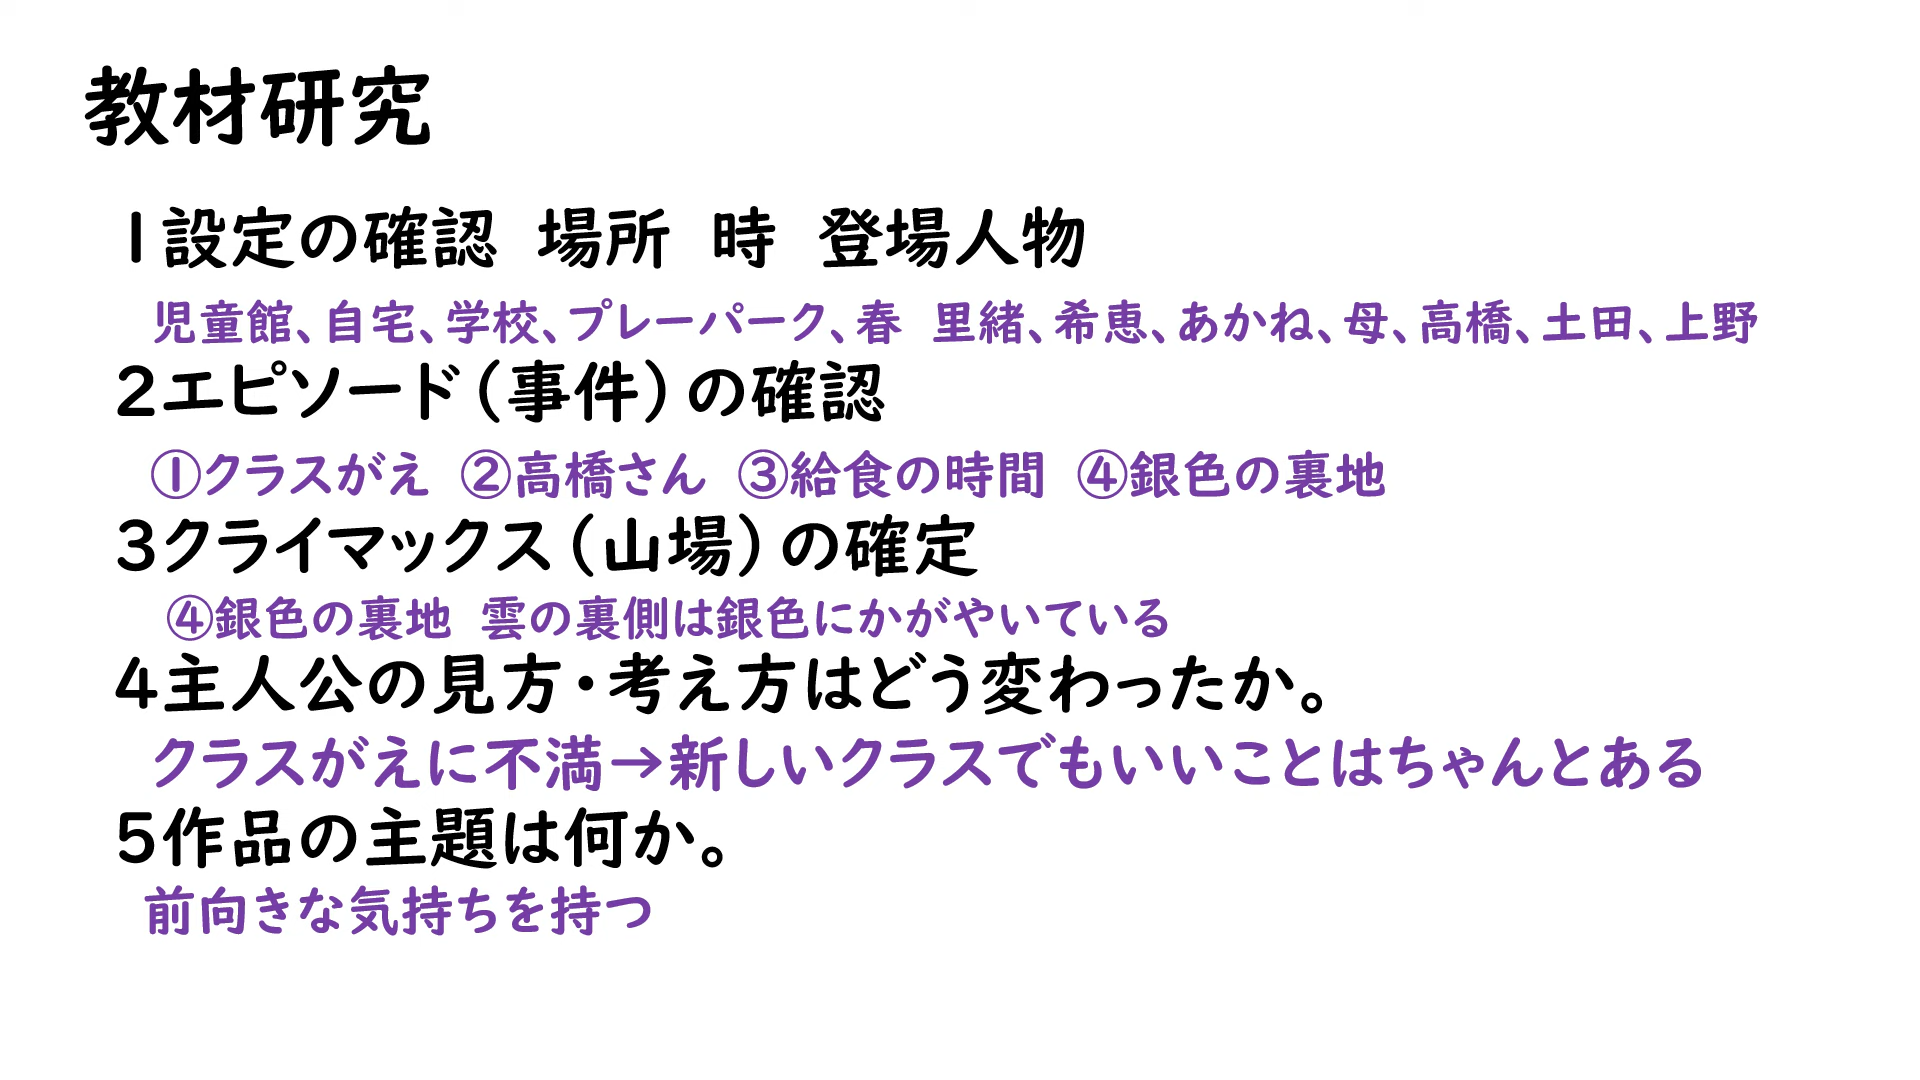 教材研究
1設定の確認 場所 時 登場人物
児童館、自宅、学校、プレーパーク、春 里緒、希恵、あかね、母、高橋、土田、上野
2エピソード(事件)の確認
①クラスがえ ②高橋さん ③給食の時間 ④銀色の裏地
3クライマックス(山場)の確定
④銀色の裏地 雲の裏側は銀色にかがやいている
4主人公の見方・考え方はどう変わったか。
クラスがえに不満→新しいクラスでもいいことはちゃんとある
5作品の主題は何か。
前向きな気持ちを持つ